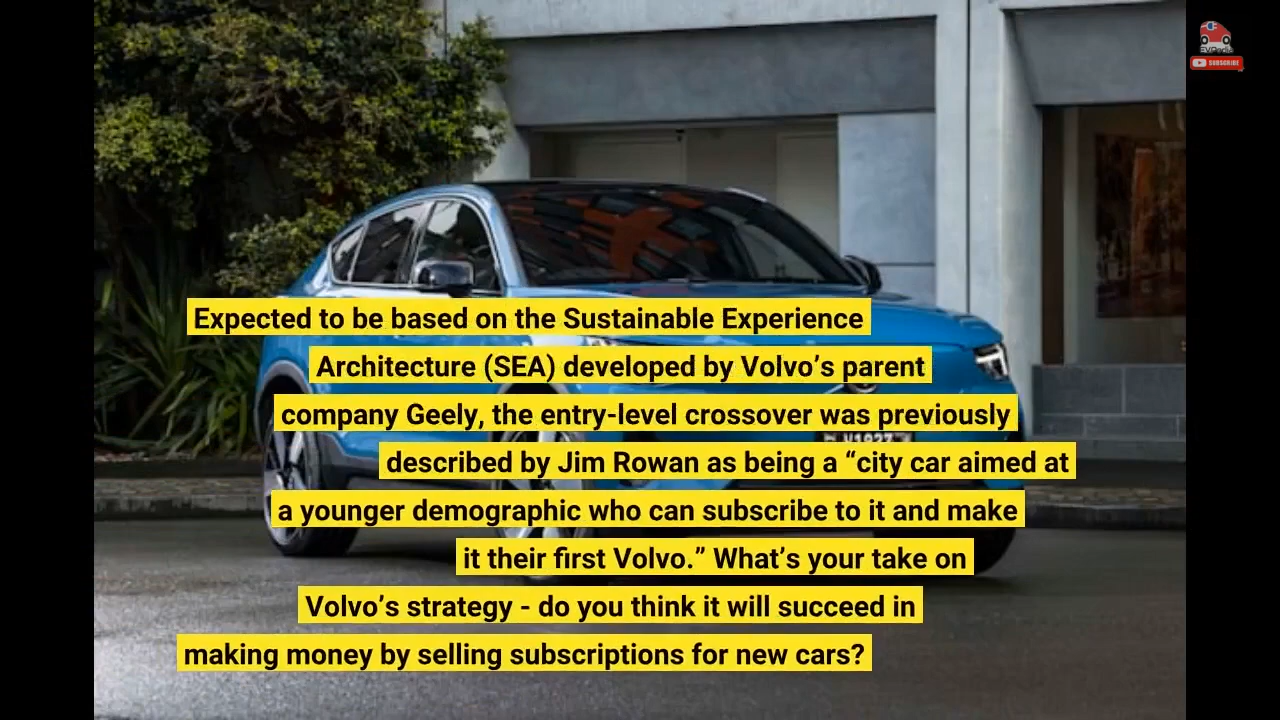 EVPedia
SUBSCRIBE
Expected to be based on the Sustainable Experience
Architecture (SEA) developed by Volvo’s parent
company Geely, the entry-level crossover was previously
described by Jim Rowan as being a “city car aimed at
a younger demographic who can subscribe to it and make
it their first Volvo.” What’s your take on
Volvo’s strategy - do you think it will succeed in
making money by selling subscriptions for new cars?